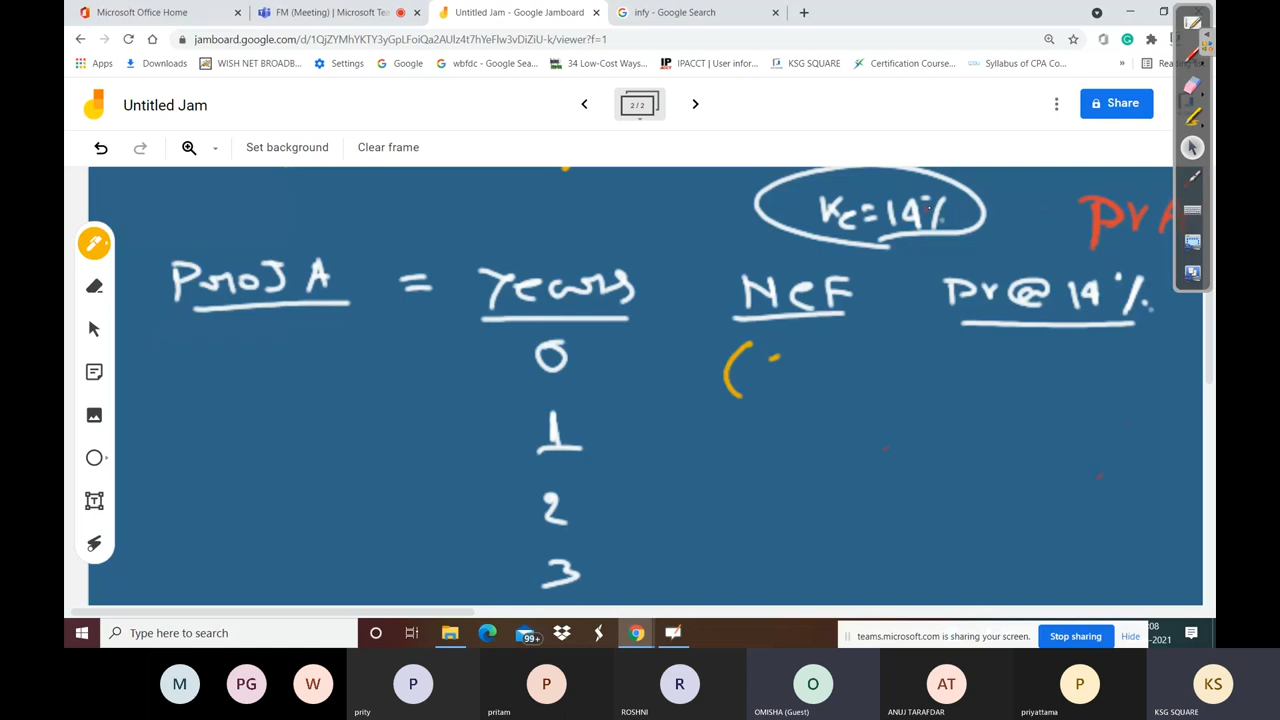 Microsoft Office Home
FM (Meeting) | Microsoft Tea
Untitled Jam - Google Jamboard
infy - Google Search
jamboard.google.com/d/1QjZYMhYKTY3yGpLFoiQa2AUlz4t7hYeFlw3vDiZiU-k/viewer?f=1
Apps
Downloads
WISH NET BROADB...
Settings
Google
wbfdc - Google Sea...
34 Low-Cost Ways...
IPACCT | User infor...
KSG SQUARE
Certification Course...
Syllabus of CPA Co...
»
Untitled Jam
2 / 2
Share
Set background
Clear frame
Kc = 14%
Proj A = Years NCF PV @ 14%
0 (
1
2
3
Type here to search
99+
teams.microsoft.com is sharing your screen.
Stop sharing
Hide
:08
-2021
M PG W P P R O AT P KS
prity
pritam
ROSHNI
OMISHA (Guest)
ANUJ TARAFDAR
priyattama
KSG SQUARE